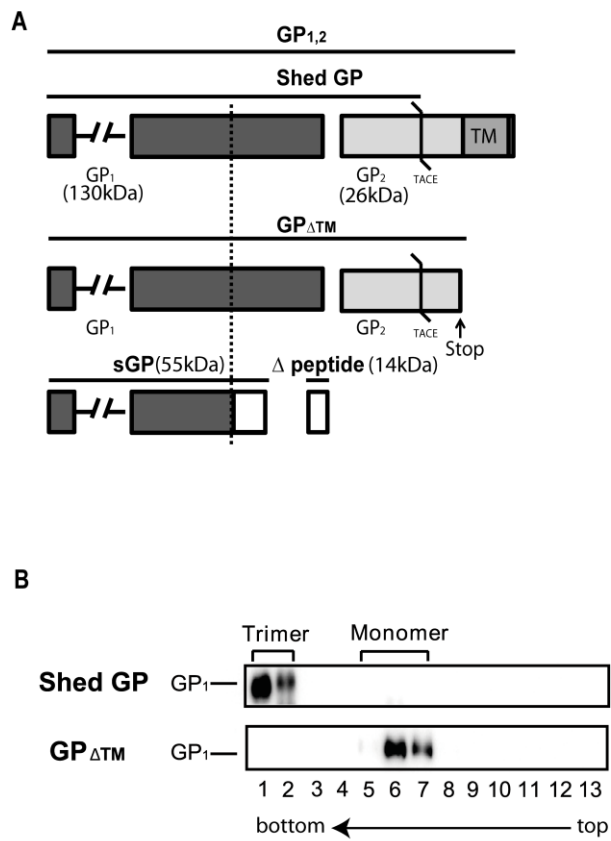 A
GP1,2
Shed GP
TM
GP1
(130kDa)
GP2
(26kDa)
TACE
GPΔTM
GP1
GP2
TACE
Stop
sGP(55kDa)
Δ peptide (14kDa)
B
Trimer
Monomer
Shed GP
GP1
GPΔTM
GP1
1 2 3 4 5 6 7 8 9 10 11 12 13
bottom
top